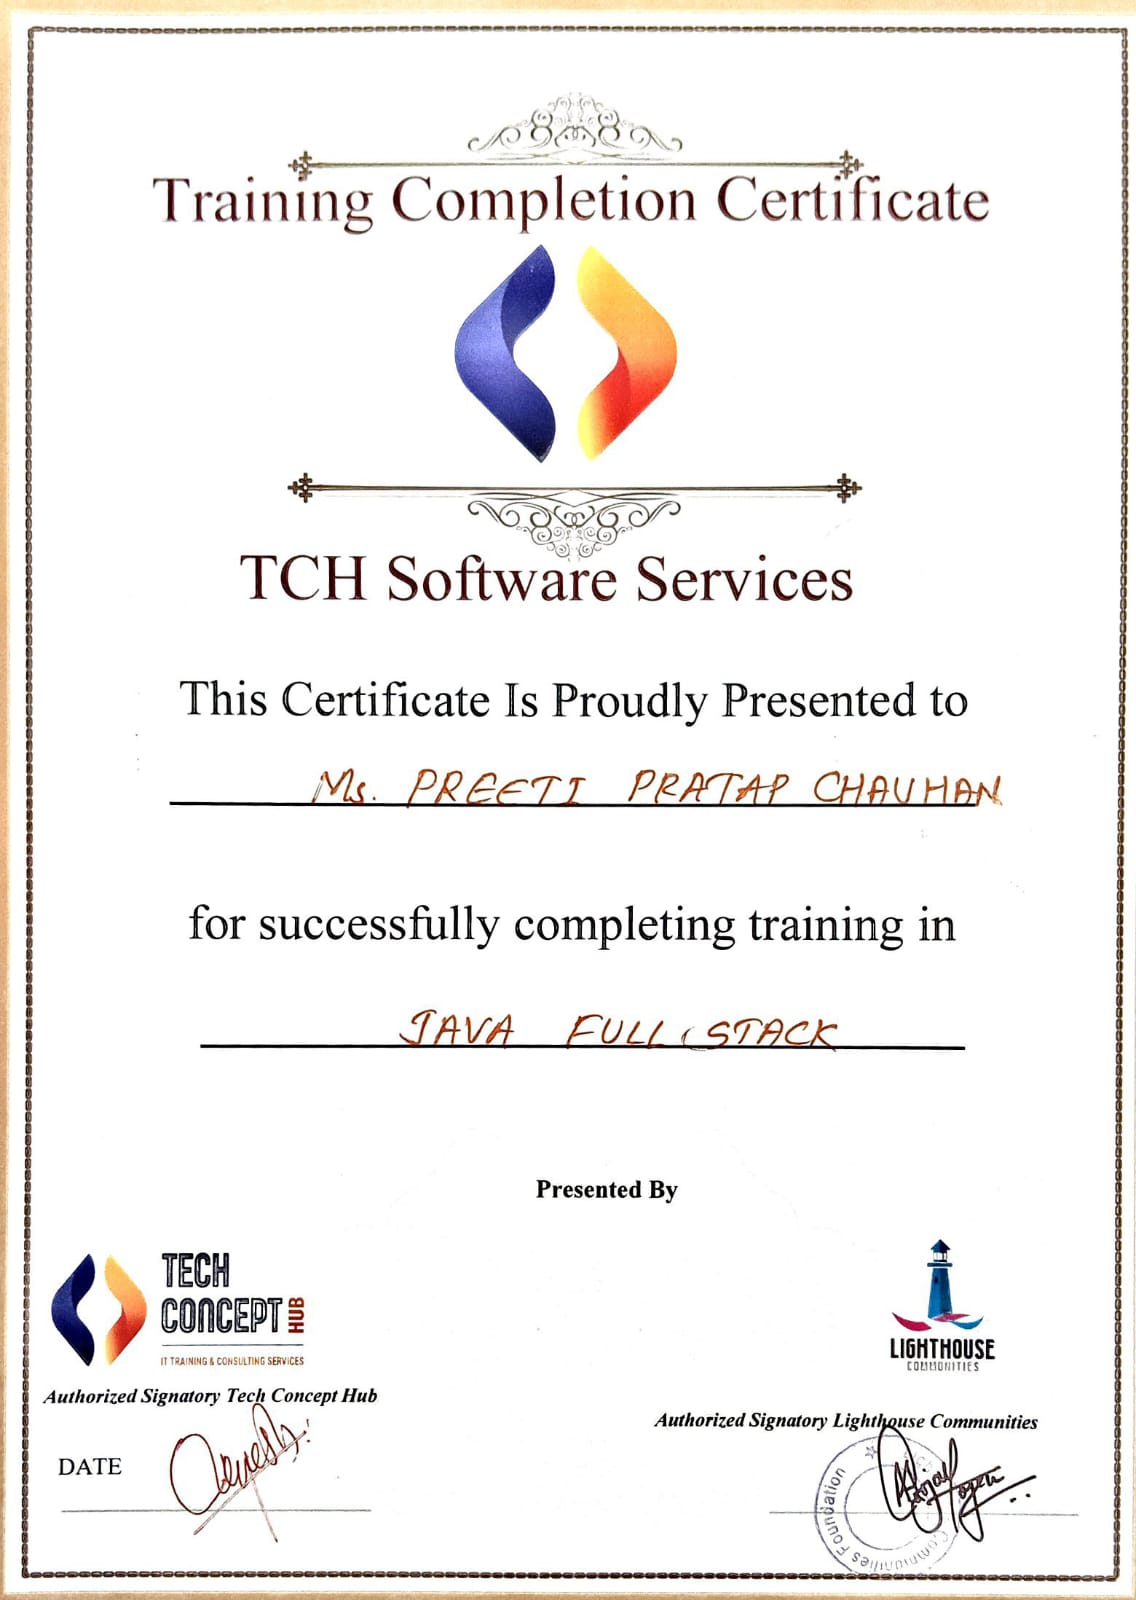 Training Completion Certificate
TCH Software Services
This Certificate Is Proudly Presented to
Ms. PREETI PRATAP CHAUHAN
for successfully completing training in
JAVA FULL STACK
Presented By
TECH
CONCEPT HUB
IT TRAINING & CONSULTING SERVICES
Authorized Signatory Tech Concept Hub
DATE
LIGHTHOUSE
COMMUNITIES
Authorized Signatory Lighthouse Communities
Communities Foundation